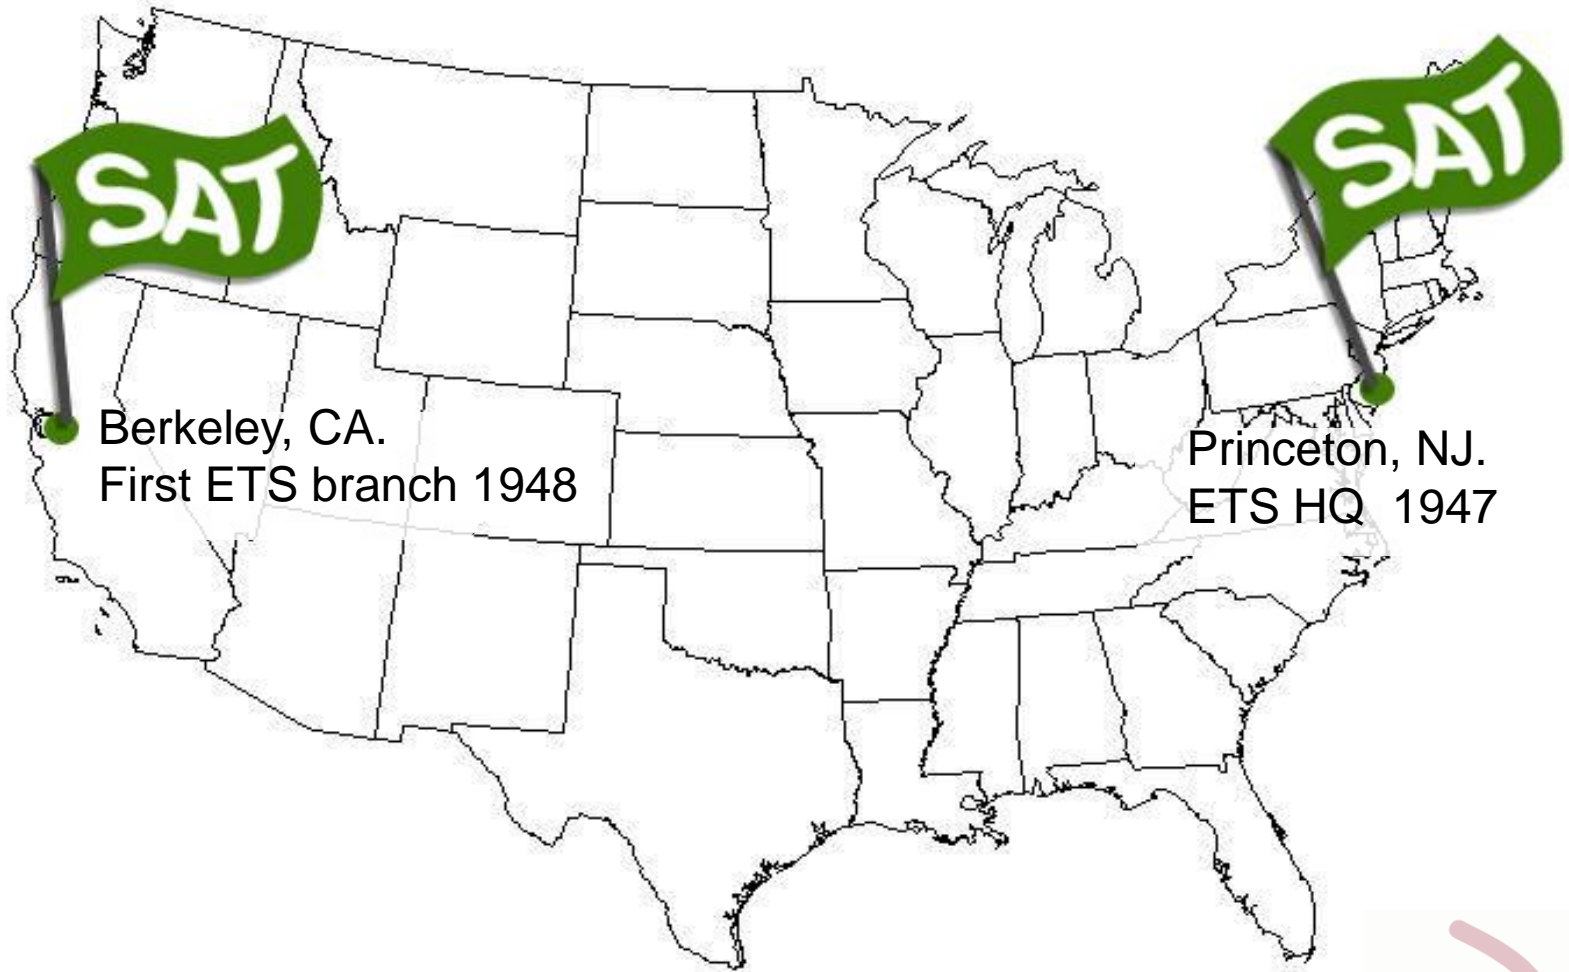 SAT
SAT
Berkeley, CA.
First ETS branch 1948
Princeton, NJ.
ETS HQ  1947